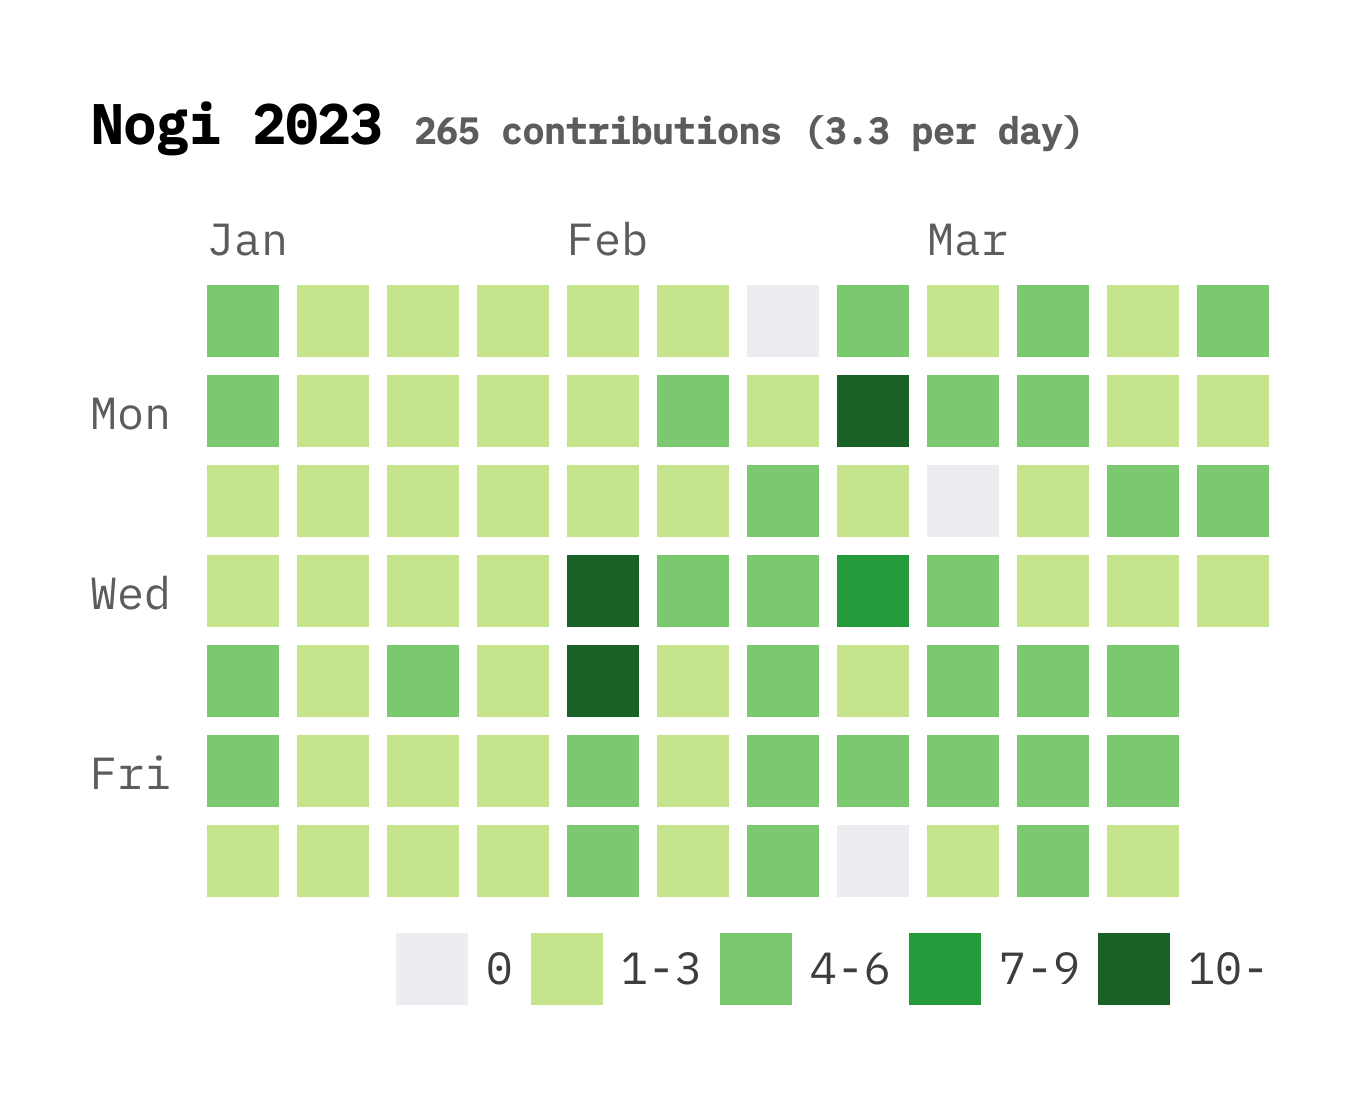 Nogi 2023 265 contributions (3.3 per day)
Jan Feb Mar
Mon
Wed
Fri
0 1-3 4-6 7-9 10-